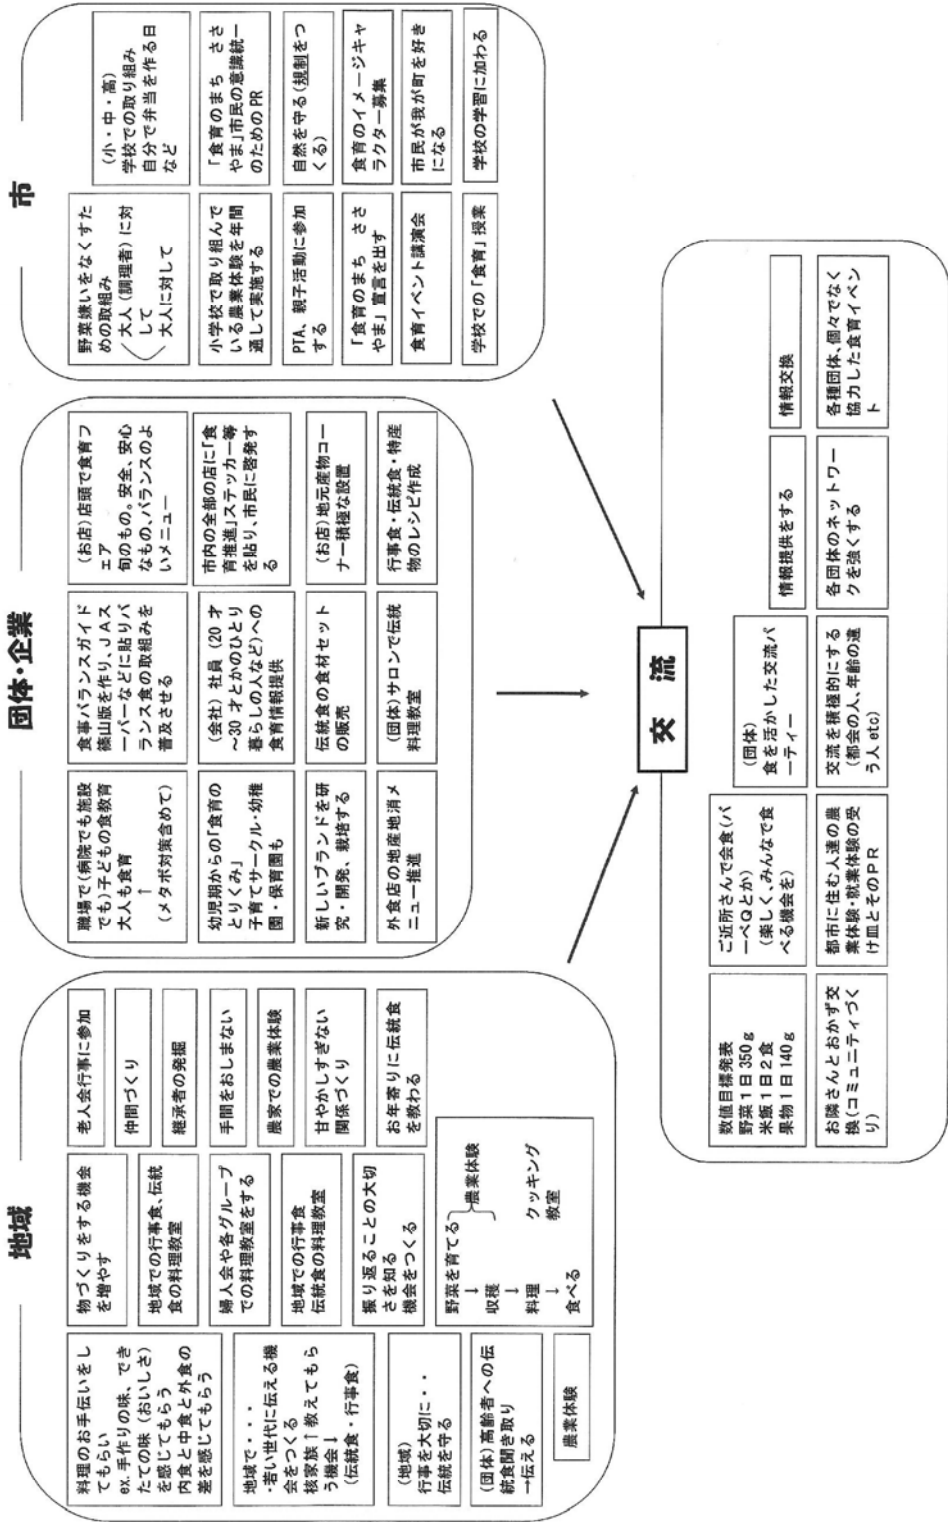 地域
料理のお手伝いをし
てもらい
ex.手作りの味、でき
たての味(おいしさ)
を感じてもらう
内食と中食と外食の
差を感じてもらう
地域で・・・
・若い世代に伝える機
会をつくる
核家族↑教えてもら
う機会↓
(伝統食・行事食)
(地域)
行事を大切に・・
伝統を守る
(団体)高齢者への伝
統食聞き取り
→伝える
農業体験
物づくりをする機会
を増やす
地域での行事食、伝統
食の料理教室
婦人会や各グループ
での料理教室をする
地域での行事食
伝統食の料理教室
振り返ることの大切
さを知る
機会をつくる
野菜を育てる
↓
収穫
農業体験
↓
料理
↓
食べる
クッキング
教室
老人会行事に参加
仲間づくり
継承者の発掘
手間をおしまない
農家での農業体験
甘やかしすぎない
関係づくり
お年寄りに伝統食
を教わる
団体・企業
職場で(病院でも施設
でも)子どもの食教育
大人も食育
↑
(メタボ対策含めて)
幼児期からの「食育の
とりくみ」
子育てサークル・幼稚
園・保育園も
新しいブランドを研
究・開発、栽培する
外食店の地産地消メ
ニュー推進
食事バランスガイド
篠山版を作り、JAス
ーパーなどに貼りバ
ランス食の取組みを
普及させる
(会社)社員(20才
~30才とかのひとり
暮らしの人など)への
食育情報提供
伝統食の食材セット
の販売
(団体)サロンで伝統
料理教室
(お店)店頭で食育フ
ェア
旬のもの。安全、安心
なもの、バランスのよ
いメニュー
市内の全部の店に「食
育推進」ステッカー等
を貼り、市民に啓発す
る
(お店)地元産物コー
ナー積極な設置
行事食・伝統食・特産
物のレシピ作成
市
野菜嫌いをなくすた
めの取組み
大人(調理者)に対
して
大人に対して
小学校で取り組んで
いる農業体験を年間
通して実施する
PTA、親子活動に参加
する
「食育のまち ささ
やま」宣言を出す
食育イベント講演会
学校での「食育」授業
(小・中・高)
学校での取り組み
自分で弁当を作る日
など
「食育のまち ささ
やま」市民の意識統一
のためのPR
自然を守る(規制をつ
くる)
食育のイメージキャ
ラクター募集
市民が我が町を好き
になる
学校の学習に加わる
交流
数値目標発表
野菜1日350g
米飯1日2食
果物1日140g
お隣さんとおかず交
換(コミュニティづく
り)
ご近所さんで会食(バ
ーベQとか)
(楽しく、みんなで食
べる機会を)
都市に住む人達の農
業体験・就業体験の受
け皿とそのPR
(団体)
食を活かした交流パ
ーティー
交流を積極的にする
(都会の人、年齢の違
う人etc)
情報提供をする
各団体のネットワー
クを強くする
情報交換
各種団体、個々でなく
協力した食育イベン
ト